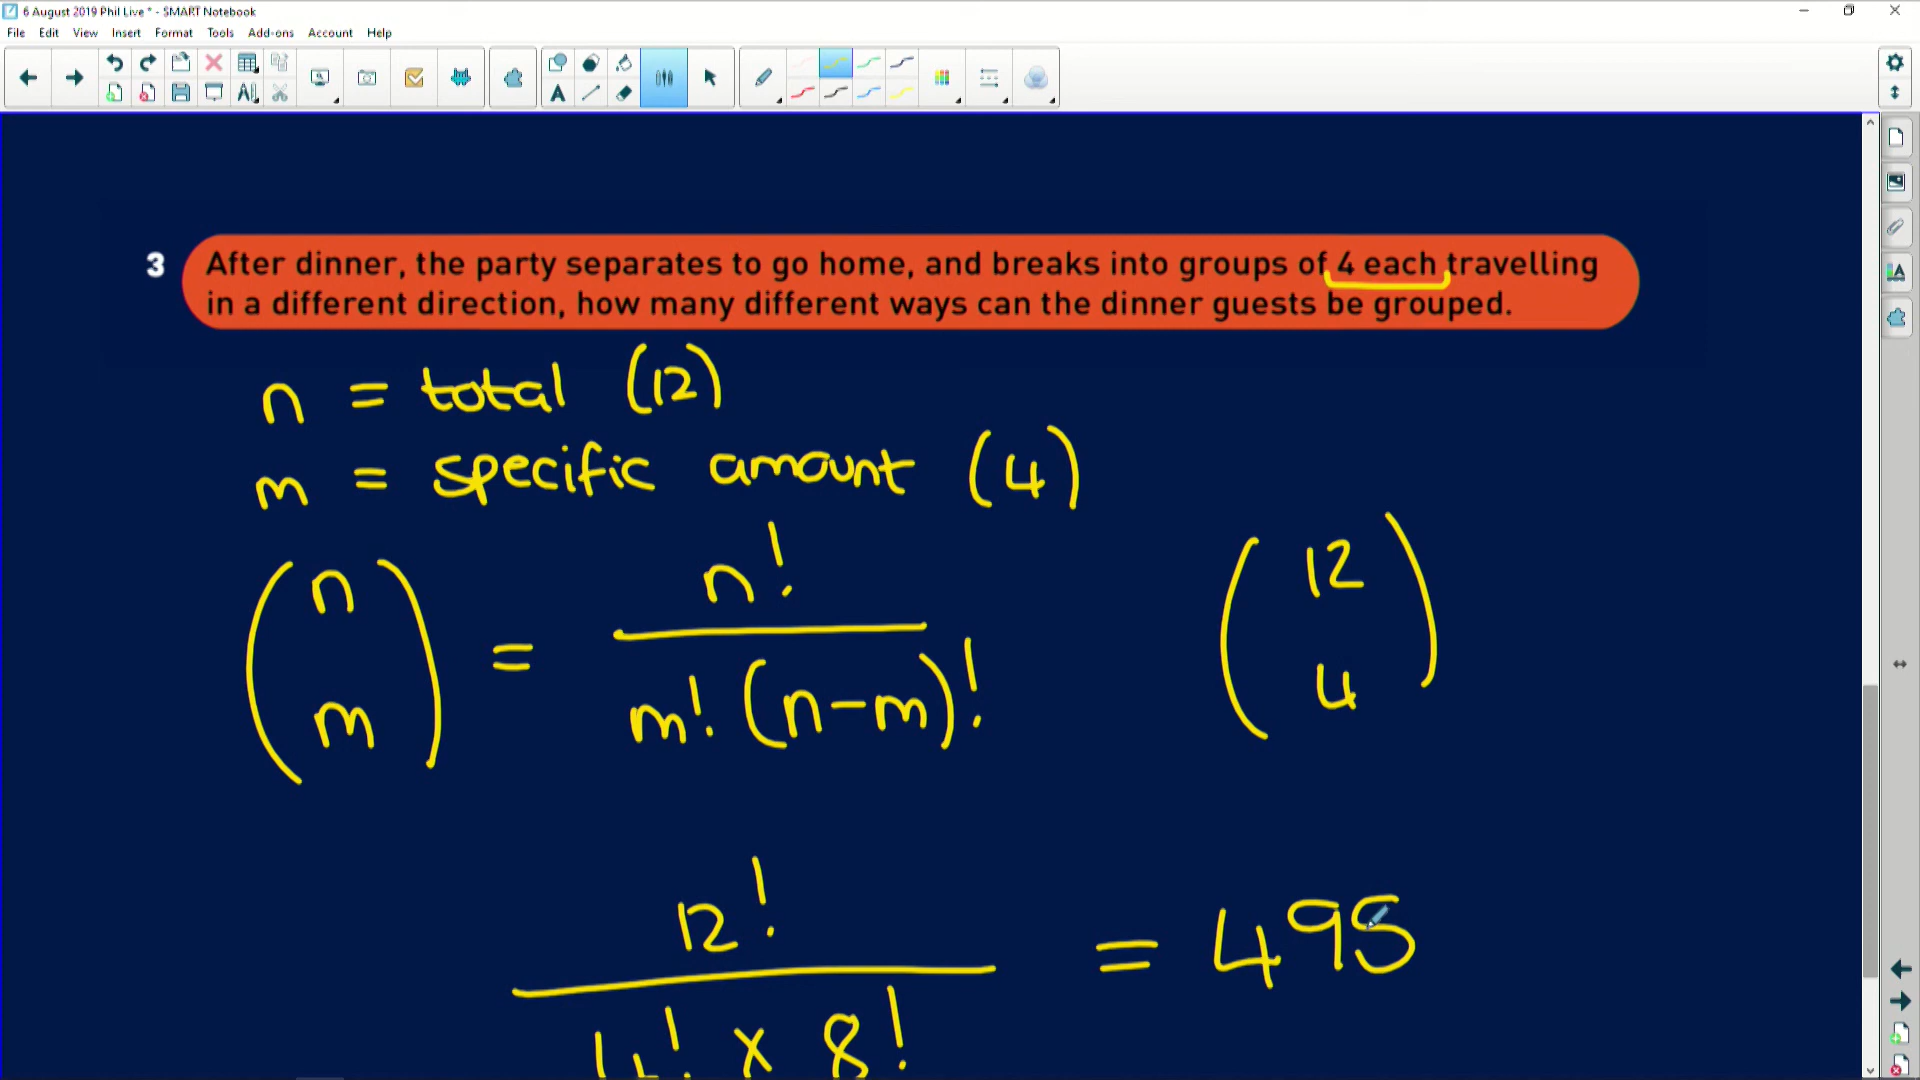 6 August 2019 Phil Live * - SMART Notebook
File Edit View Insert Format Tools Add-ons Account Help
3 After dinner, the party separates to go home, and breaks into groups of 4 each travelling
in a different direction, how many different ways can the dinner guests be grouped.
n = total (12)
m = specific amount (4)
(n m) = n! / m! (n-m)!
(12 4)
12! / 4! x 8! = 495